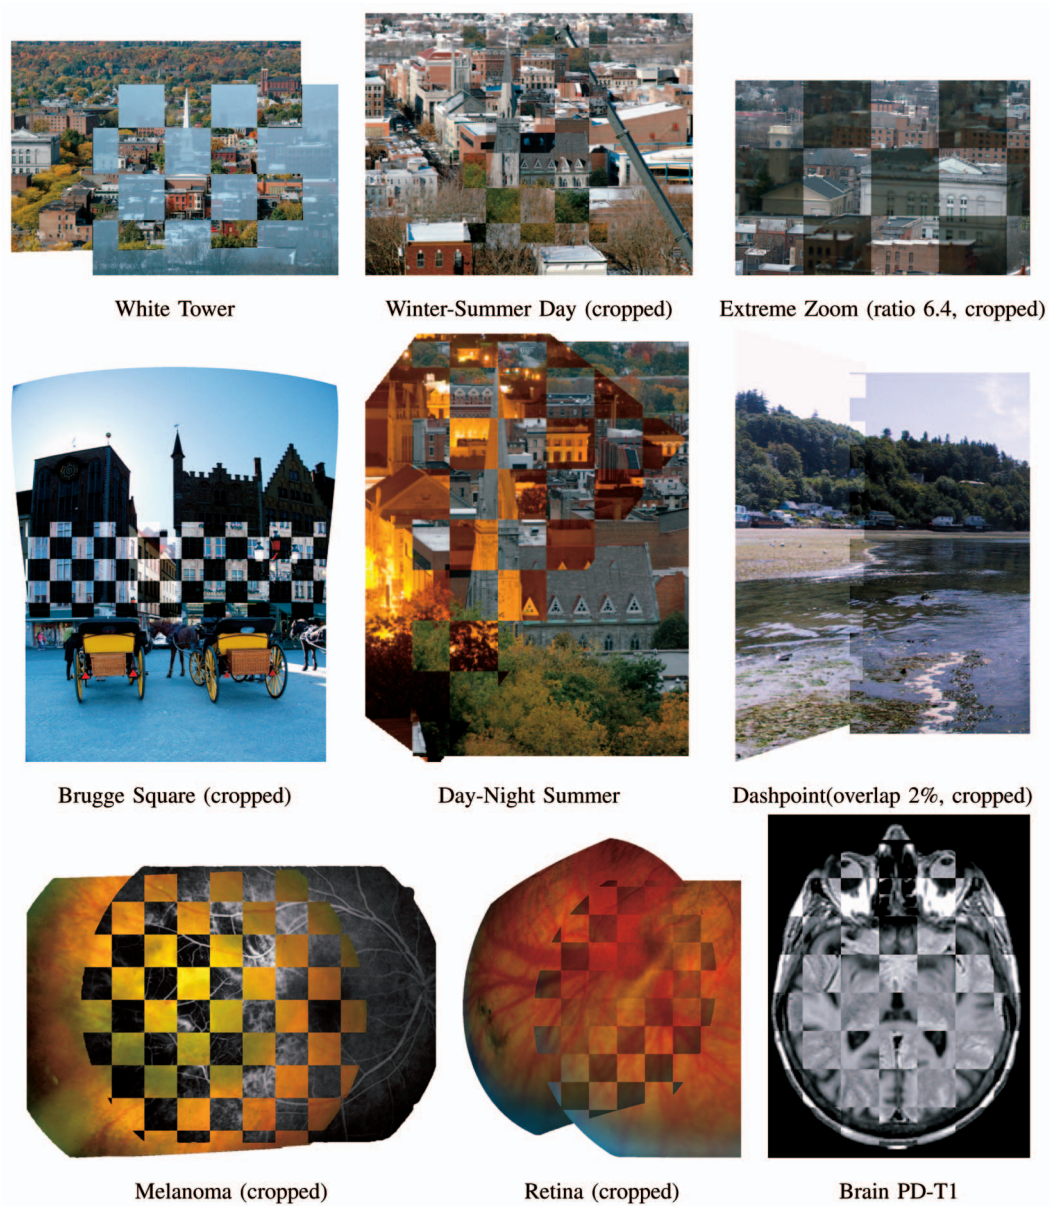 White Tower
Winter-Summer Day (cropped)
Extreme Zoom (ratio 6.4, cropped)
Brugge Square (cropped)
Day-Night Summer
Dashpoint(overlap 2%, cropped)
Melanoma (cropped)
Retina (cropped)
Brain PD-T1